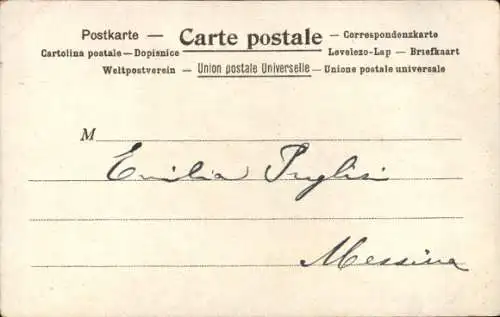 Postkarte — Carte postale — Correspondenzkarte
Cartolina postale — Dopisnice Levelezo-Lap — Briefkaart
Weltpostverein — Union postale Universelle — Unione postale universale
M
Emilia Puglisi
Messina